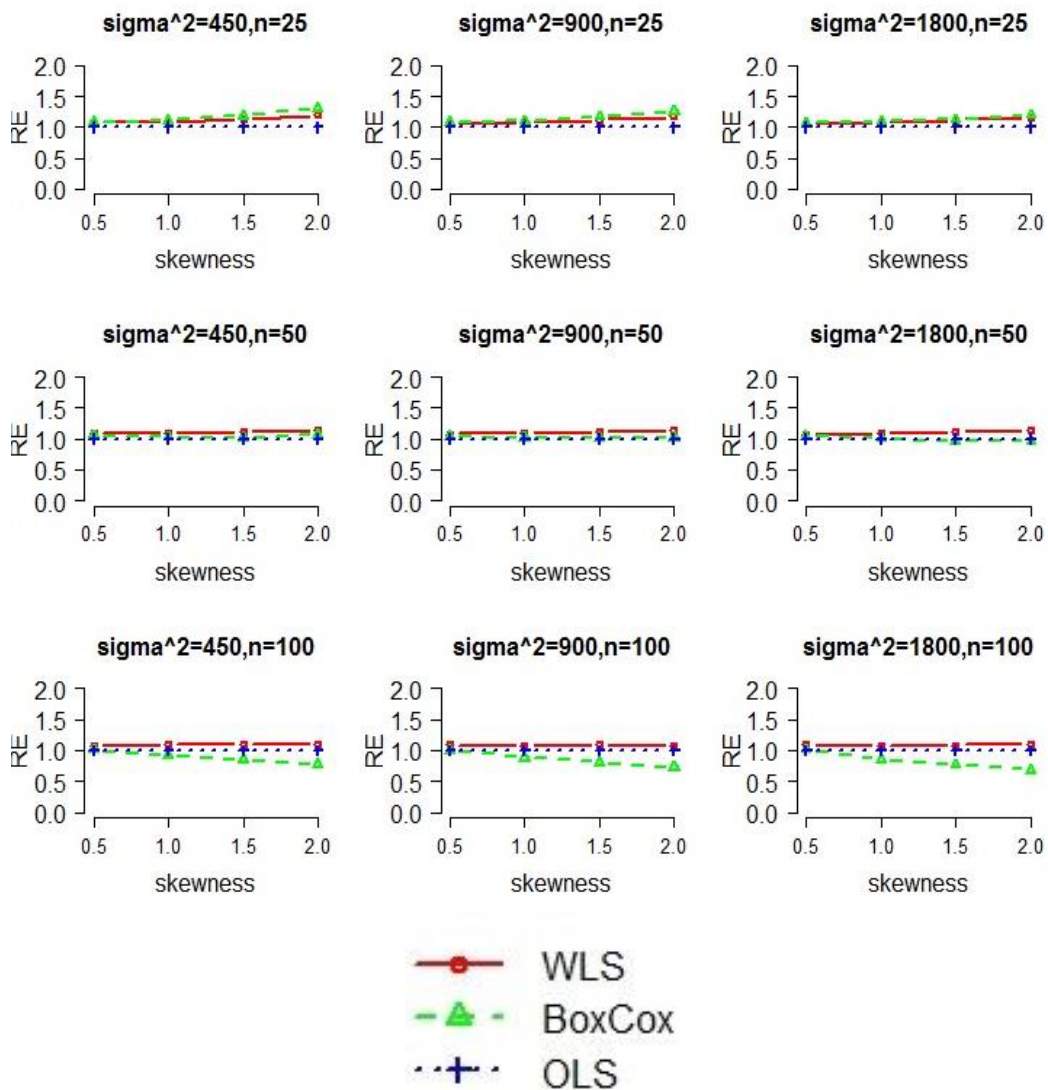 sigma^2=450,n=25
RE
2.0
1.5
1.0
0.5
0.0
0.5 1.0 1.5 2.0
skewness
sigma^2=900,n=25
RE
2.0
1.5
1.0
0.5
0.0
0.5 1.0 1.5 2.0
skewness
sigma^2=1800,n=25
RE
2.0
1.5
1.0
0.5
0.0
0.5 1.0 1.5 2.0
skewness
sigma^2=450,n=50
RE
2.0
1.5
1.0
0.5
0.0
0.5 1.0 1.5 2.0
skewness
sigma^2=900,n=50
RE
2.0
1.5
1.0
0.5
0.0
0.5 1.0 1.5 2.0
skewness
sigma^2=1800,n=50
RE
2.0
1.5
1.0
0.5
0.0
0.5 1.0 1.5 2.0
skewness
sigma^2=450,n=100
RE
2.0
1.5
1.0
0.5
0.0
0.5 1.0 1.5 2.0
skewness
sigma^2=900,n=100
RE
2.0
1.5
1.0
0.5
0.0
0.5 1.0 1.5 2.0
skewness
sigma^2=1800,n=100
RE
2.0
1.5
1.0
0.5
0.0
0.5 1.0 1.5 2.0
skewness
WLS
BoxCox
OLS